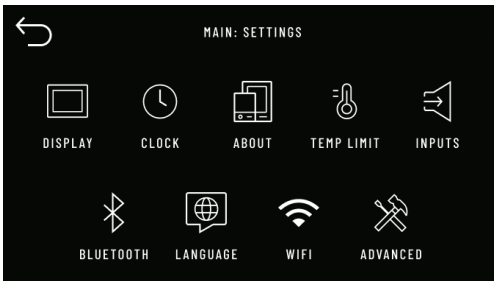 MAIN: SETTINGS
DISPLAY CLOCK ABOUT TEMP LIMIT INPUTS
BLUETOOTH LANGUAGE WIFI ADVANCED